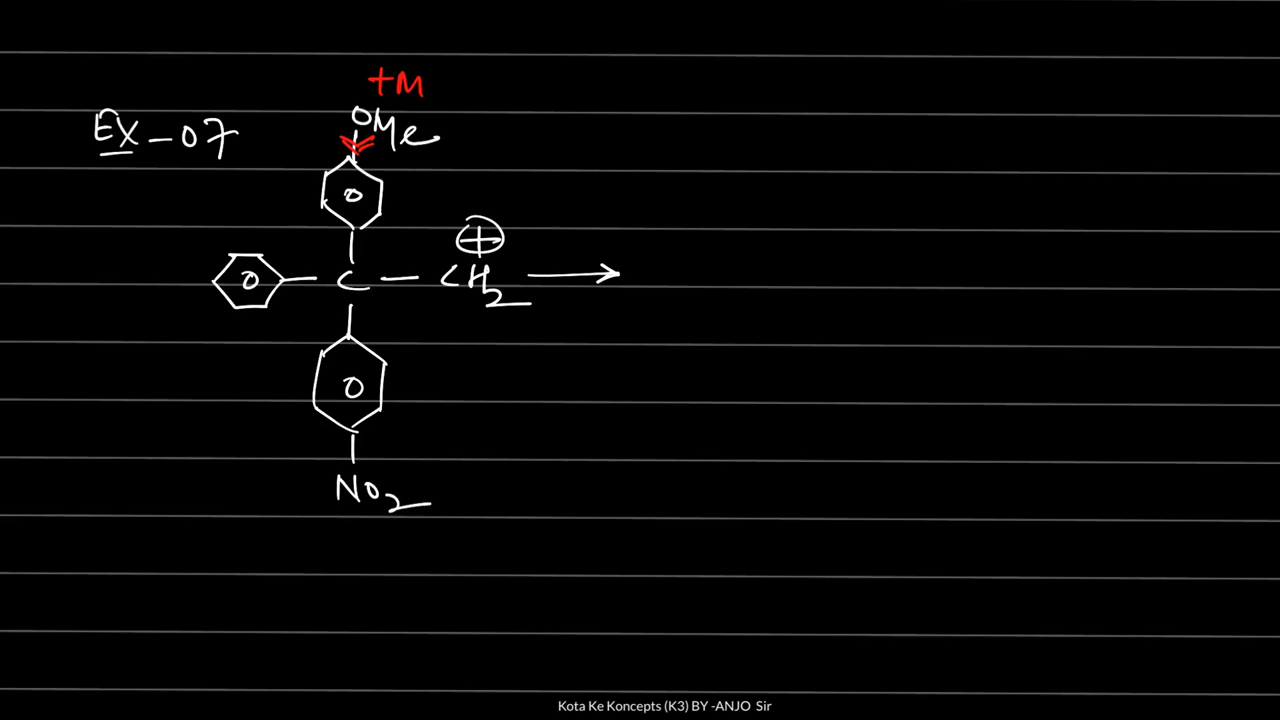 +M
EX-07
OMe
C - CH2
NO2
Kota Ke Koncepts (K3) BY -ANJO Sir